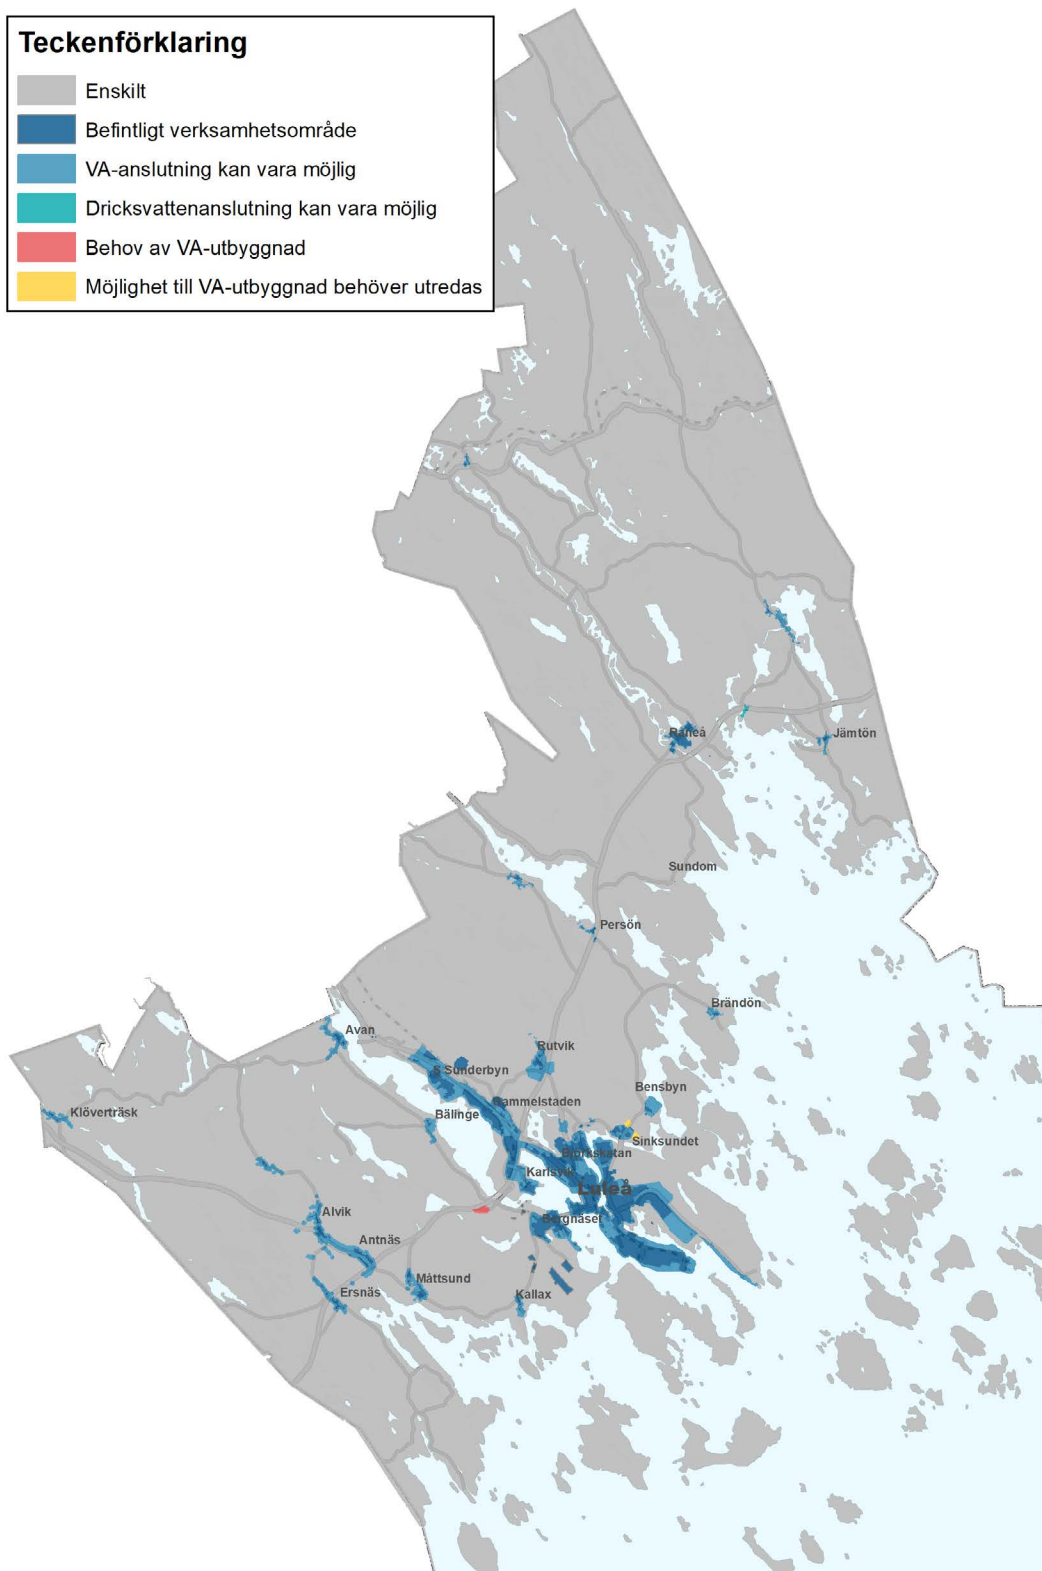 Teckenförklaring
Enskilt
Befintligt verksamhetsområde
VA-anslutning kan vara möjlig
Dricksvattenanslutning kan vara möjlig
Behov av VA-utbyggnad
Möjlighet till VA-utbyggnad behöver utredas
Råneå
Jämtön
Sundom
Persön
Brändön
Avan
Rutvik
S Sunderbyn
Bensbyn
Gammelstaden
Klöverträsk
Bälinge
Sinksundet
Björkskatan
Karlsvik
Luleå
Alvik
Bergnäset
Antnäs
Måttsund
Ersnäs
Kallax